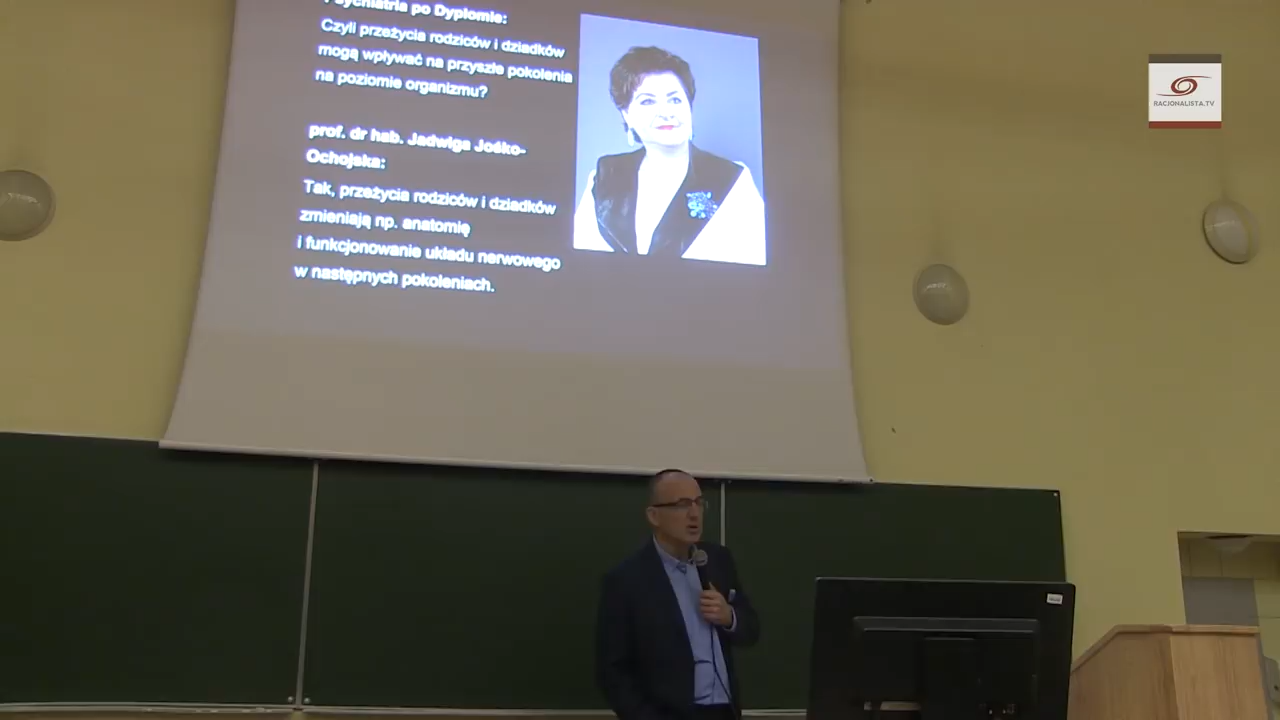 Psychiatria po Dyplomie:
Czyli przeżycia rodziców i dziadków
mogą wpływać na przyszłe pokolenia
na poziomie organizmu?
prof. dr hab. Jadwiga Jośko-
Ochojska:
Tak, przeżycia rodziców i dziadków
zmieniają np. anatomię
i funkcjonowanie układu nerwowego
w następnych pokoleniach.
RACJONALISTA.TV